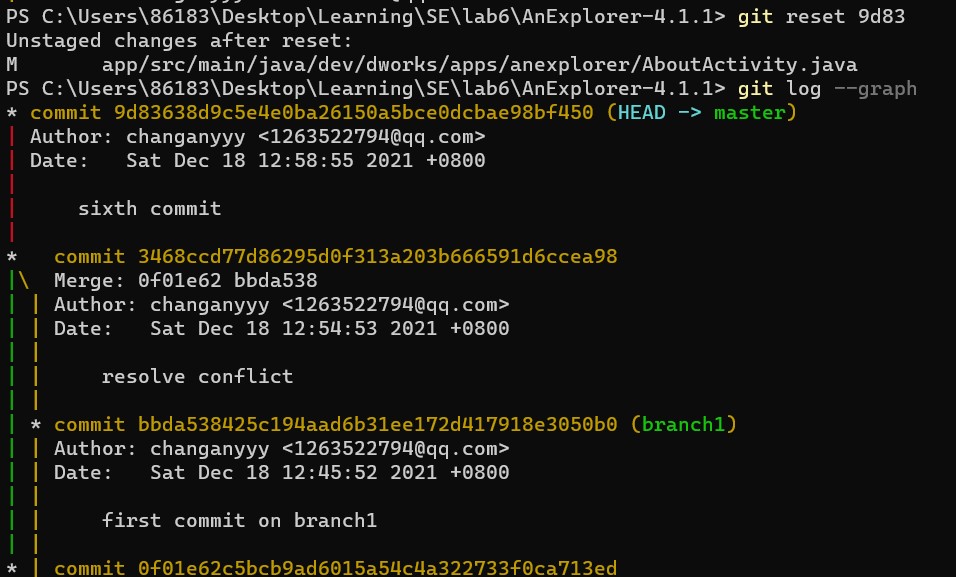 PS C:\Users\86183\Desktop\Learning\SE\lab6\AnExplorer-4.1.1> git reset 9d83
Unstaged changes after reset:
M       app/src/main/java/dev/dworks/apps/anexplorer/AboutActivity.java
PS C:\Users\86183\Desktop\Learning\SE\lab6\AnExplorer-4.1.1> git log --graph
* commit 9d83638d9c5e4e0ba26150a5bce0dcbae98bf450 (HEAD -> master)
| Author: changanyyy <1263522794@qq.com>
| Date:   Sat Dec 18 12:58:55 2021 +0800
|
|     sixth commit
|
*   commit 3468ccd77d86295d0f313a203b666591d6ccea98
|\  Merge: 0f01e62 bbda538
| | Author: changanyyy <1263522794@qq.com>
| | Date:   Sat Dec 18 12:54:53 2021 +0800
| |
| |     resolve conflict
| |
| * commit bbda538425c194aad6b31ee172d417918e3050b0 (branch1)
| | Author: changanyyy <1263522794@qq.com>
| | Date:   Sat Dec 18 12:45:52 2021 +0800
| |
| |     first commit on branch1
| |
* | commit 0f01e62c5bcb9ad6015a54c4a322733f0ca713ed